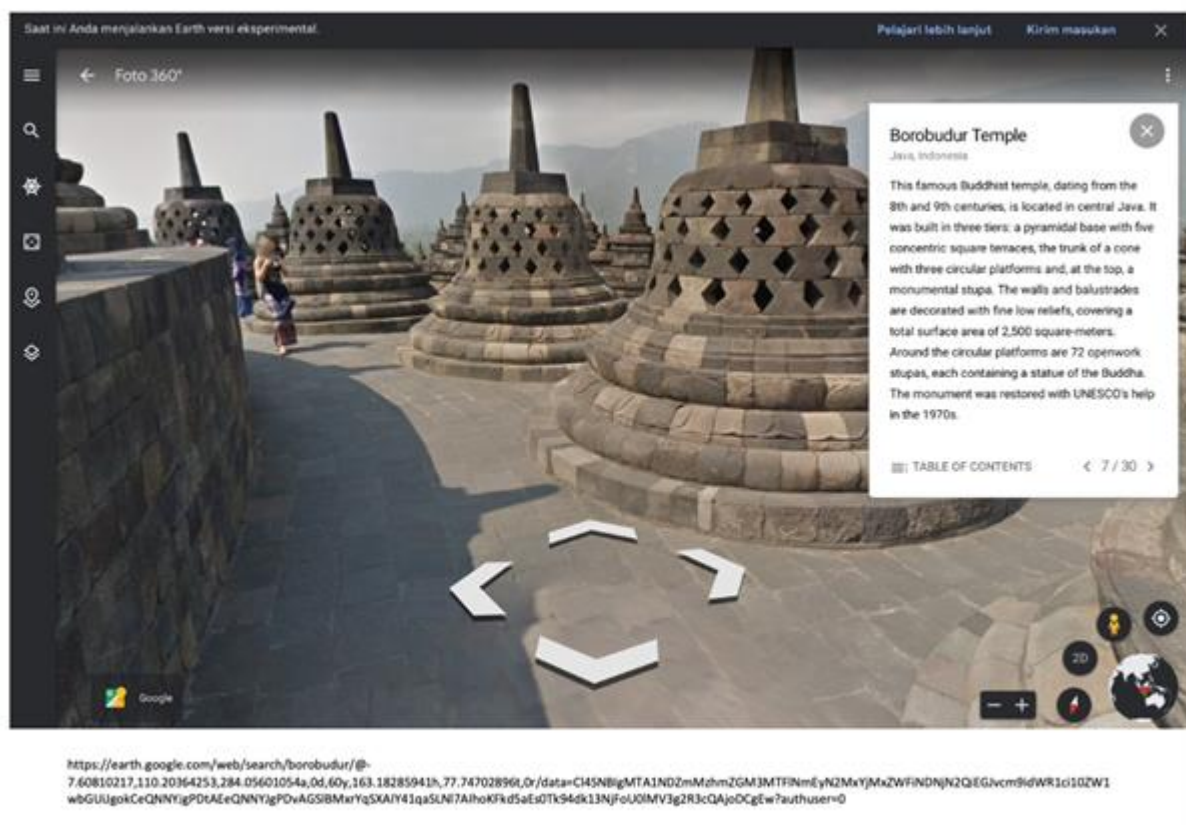 Saat ini Anda menjalankan Earth versi eksperimental.
Pelajari lebih lanjut
Kirim masukan
Foto 360°
Borobudur Temple
Java, Indonesia
This famous Buddhist temple, dating from the
8th and 9th centuries, is located in central Java. It
was built in three tiers: a pyramidal base with five
concentric square terraces, the trunk of a cone
with three circular platforms and, at the top, a
monumental stupa. The walls and balustrades
are decorated with fine low reliefs, covering a
total surface area of 2,500 square-meters.
Around the circular platforms are 72 openwork
stupas, each containing a statue of the Buddha.
The monument was restored with UNESCO's help
in the 1970s.
TABLE OF CONTENTS
7 / 30
2D
Google
https://earth.google.com/web/search/borobudur/@-
7.60810217,110.20364253,284.05601054a,0d,60y,163.18285941h,77.74702896t,0r/